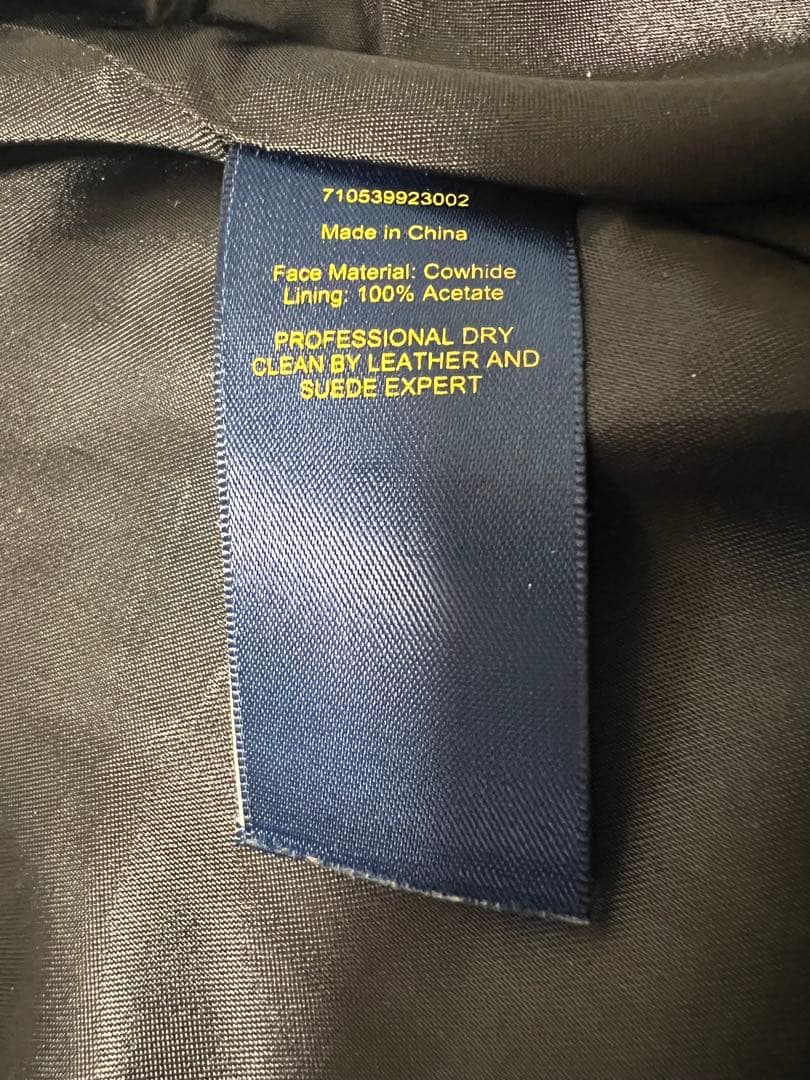 710539923002
Made in China
Face Material: Cowhide
Lining: 100% Acetate
PROFESSIONAL DRY
CLEAN BY LEATHER AND
SUEDE EXPERT